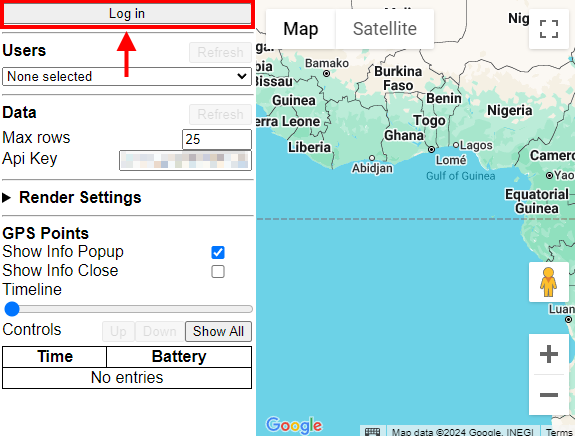 Log in
Users
Refresh
None selected
Data
Refresh
Max rows
25
Api Key
Render Settings
GPS Points
Show Info Popup
Show Info Close
Timeline
Controls
Up
Down
Show All
Time
Battery
No entries
Map
Satellite
Nig
Bamako
Burkina
Faso
bia
Bissau
Guinea
Benin
Nigeria
erra Leone
Togo
Ghana
Liberia
Lagos
Lomé
Abidjan
Gulf of Guinea
Camero
Yao
Equatorial
Guinea
Luan
Google
Map data ©2024 Google, INEGI
Terms